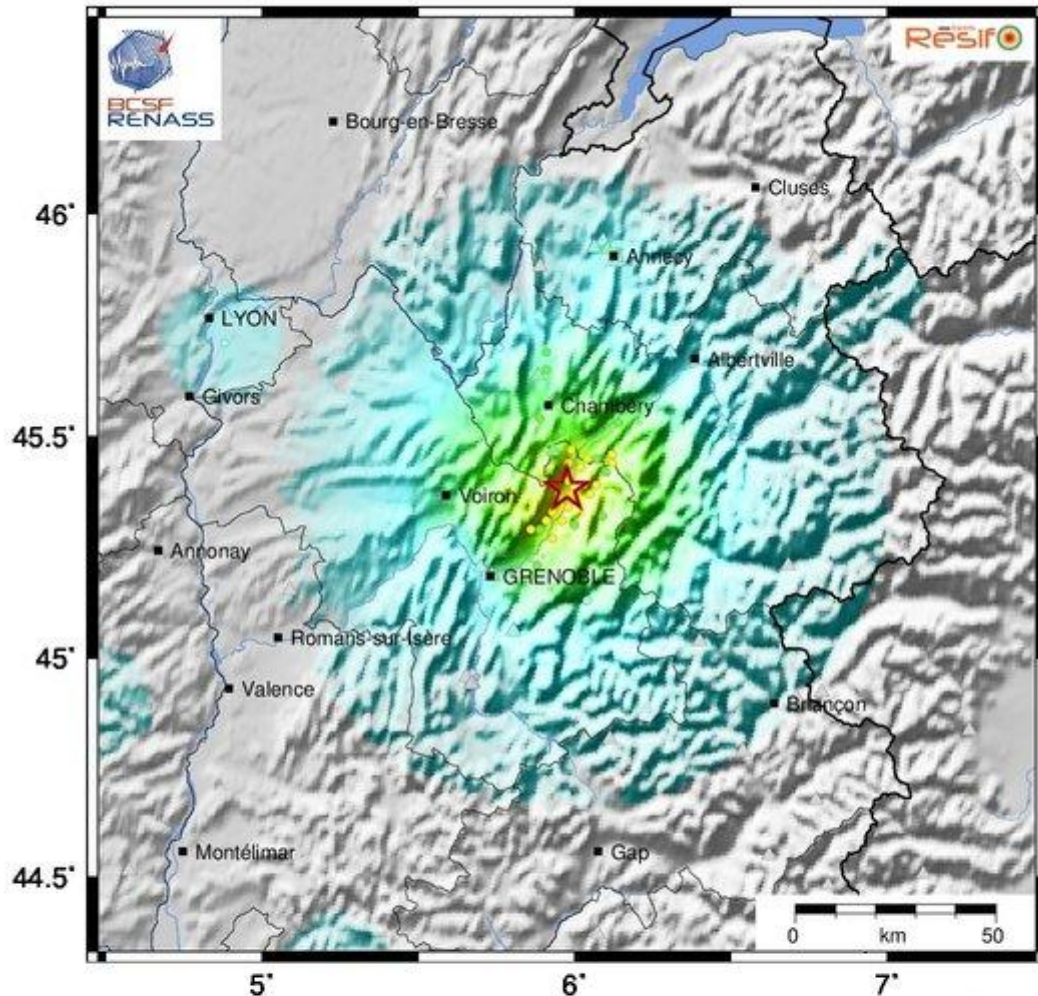 BCSF
RENASS
Résif
Bourg-en-Bresse
Cluses
46°
Annecy
LYON
Albertville
Givors
Chambéry
45.5°
Voiron
Annonay
GRENOBLE
Romans-sur-Isère
45°
Valence
Briançon
Montélimar
Gap
44.5°
0 km 50
5° 6° 7°